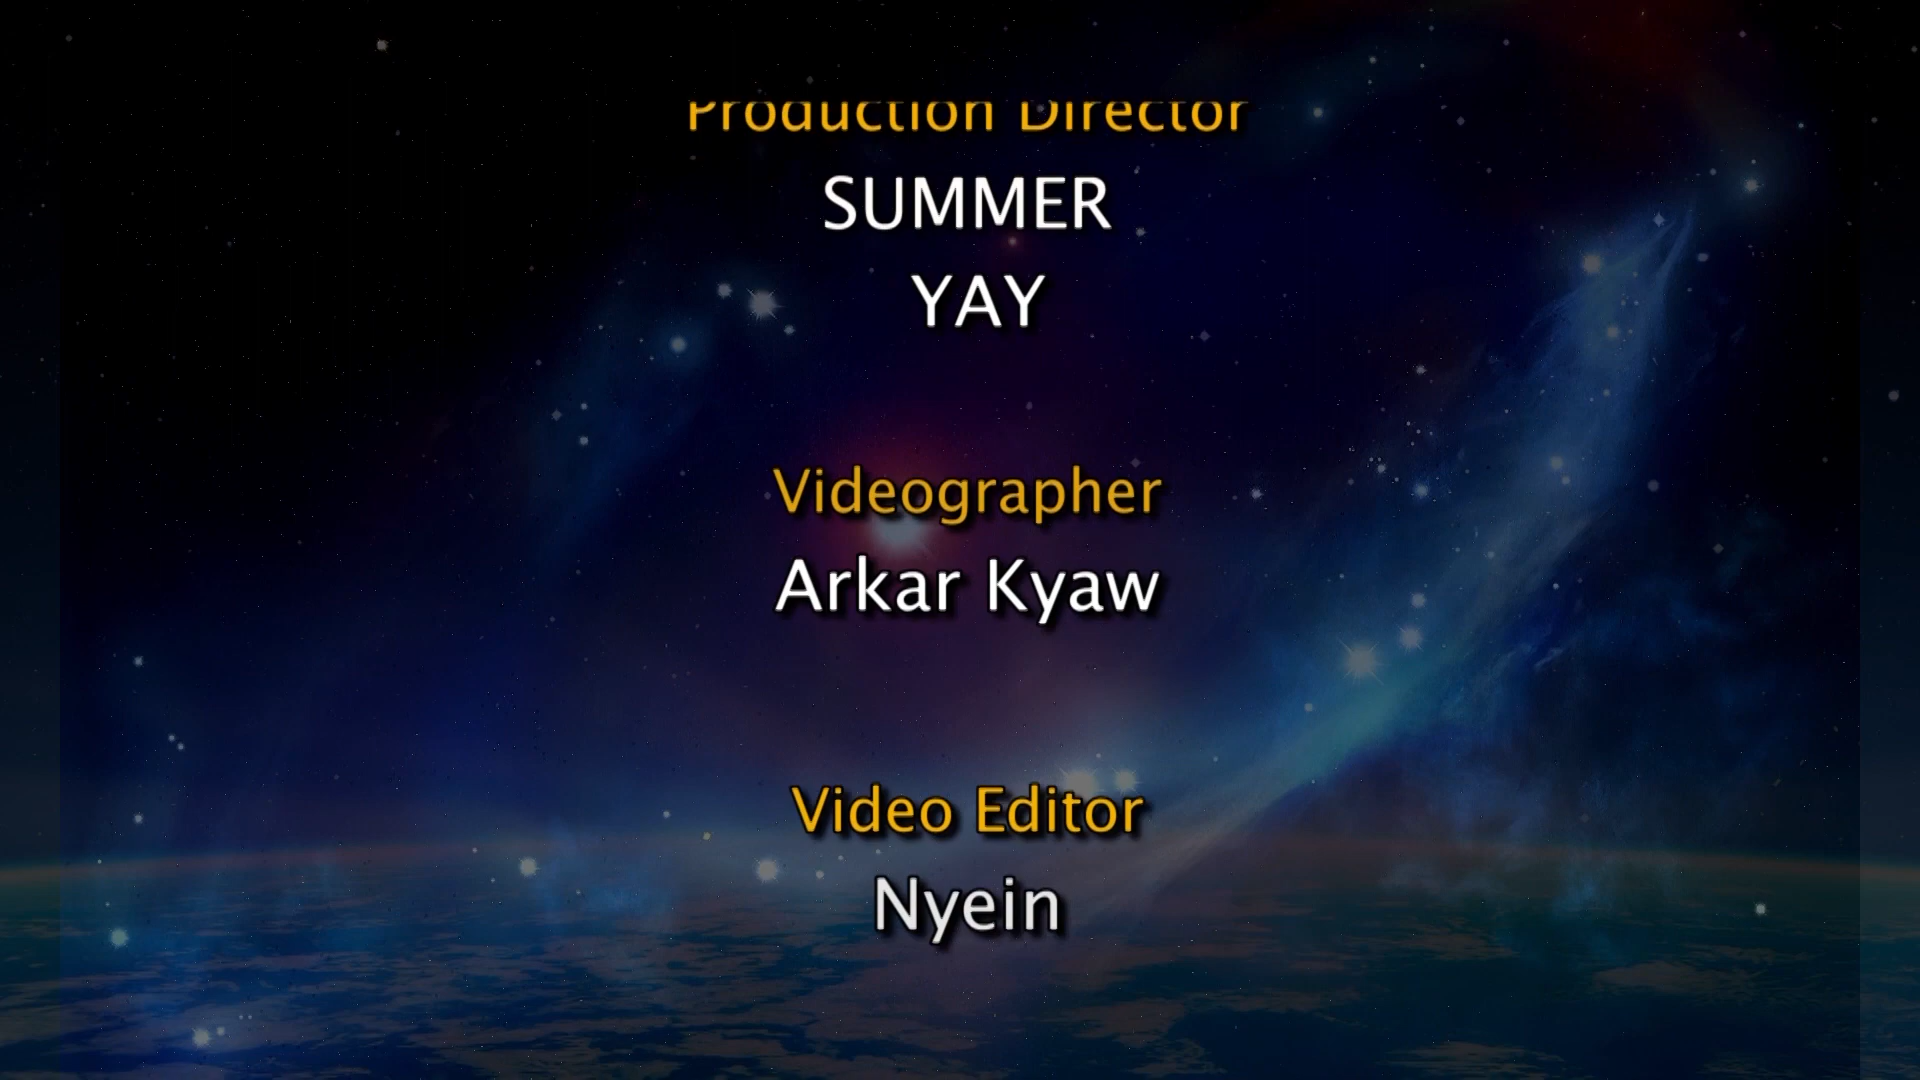 Production Director
SUMMER
YAY
Videographer
Arkar Kyaw
Video Editor
Nyein